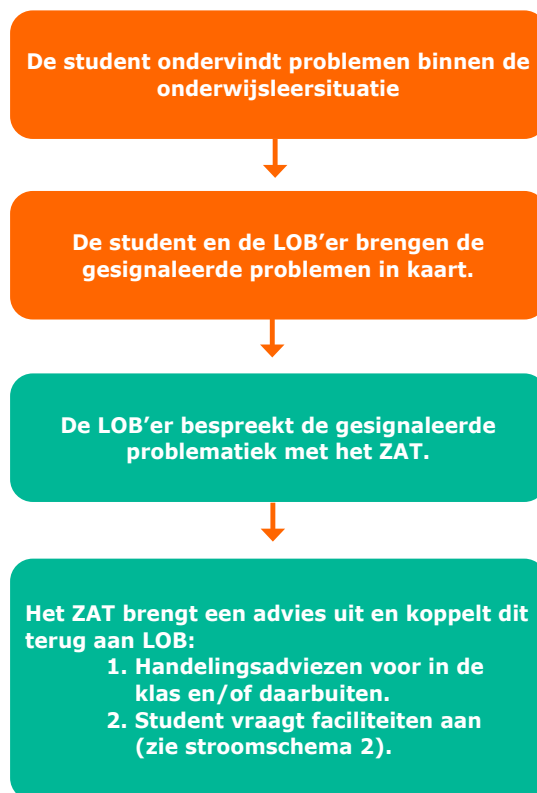 De student ondervindt problemen binnen de
onderwijsleersituatie
De student en de LOB’er brengen de
gesignaleerde problemen in kaart.
De LOB’er bespreekt de gesignaleerde
problematiek met het ZAT.
Het ZAT brengt een advies uit en koppelt dit
terug aan LOB:
1. Handelingsadviezen voor in de
klas en/of daarbuiten.
2. Student vraagt faciliteiten aan
(zie stroomschema 2).